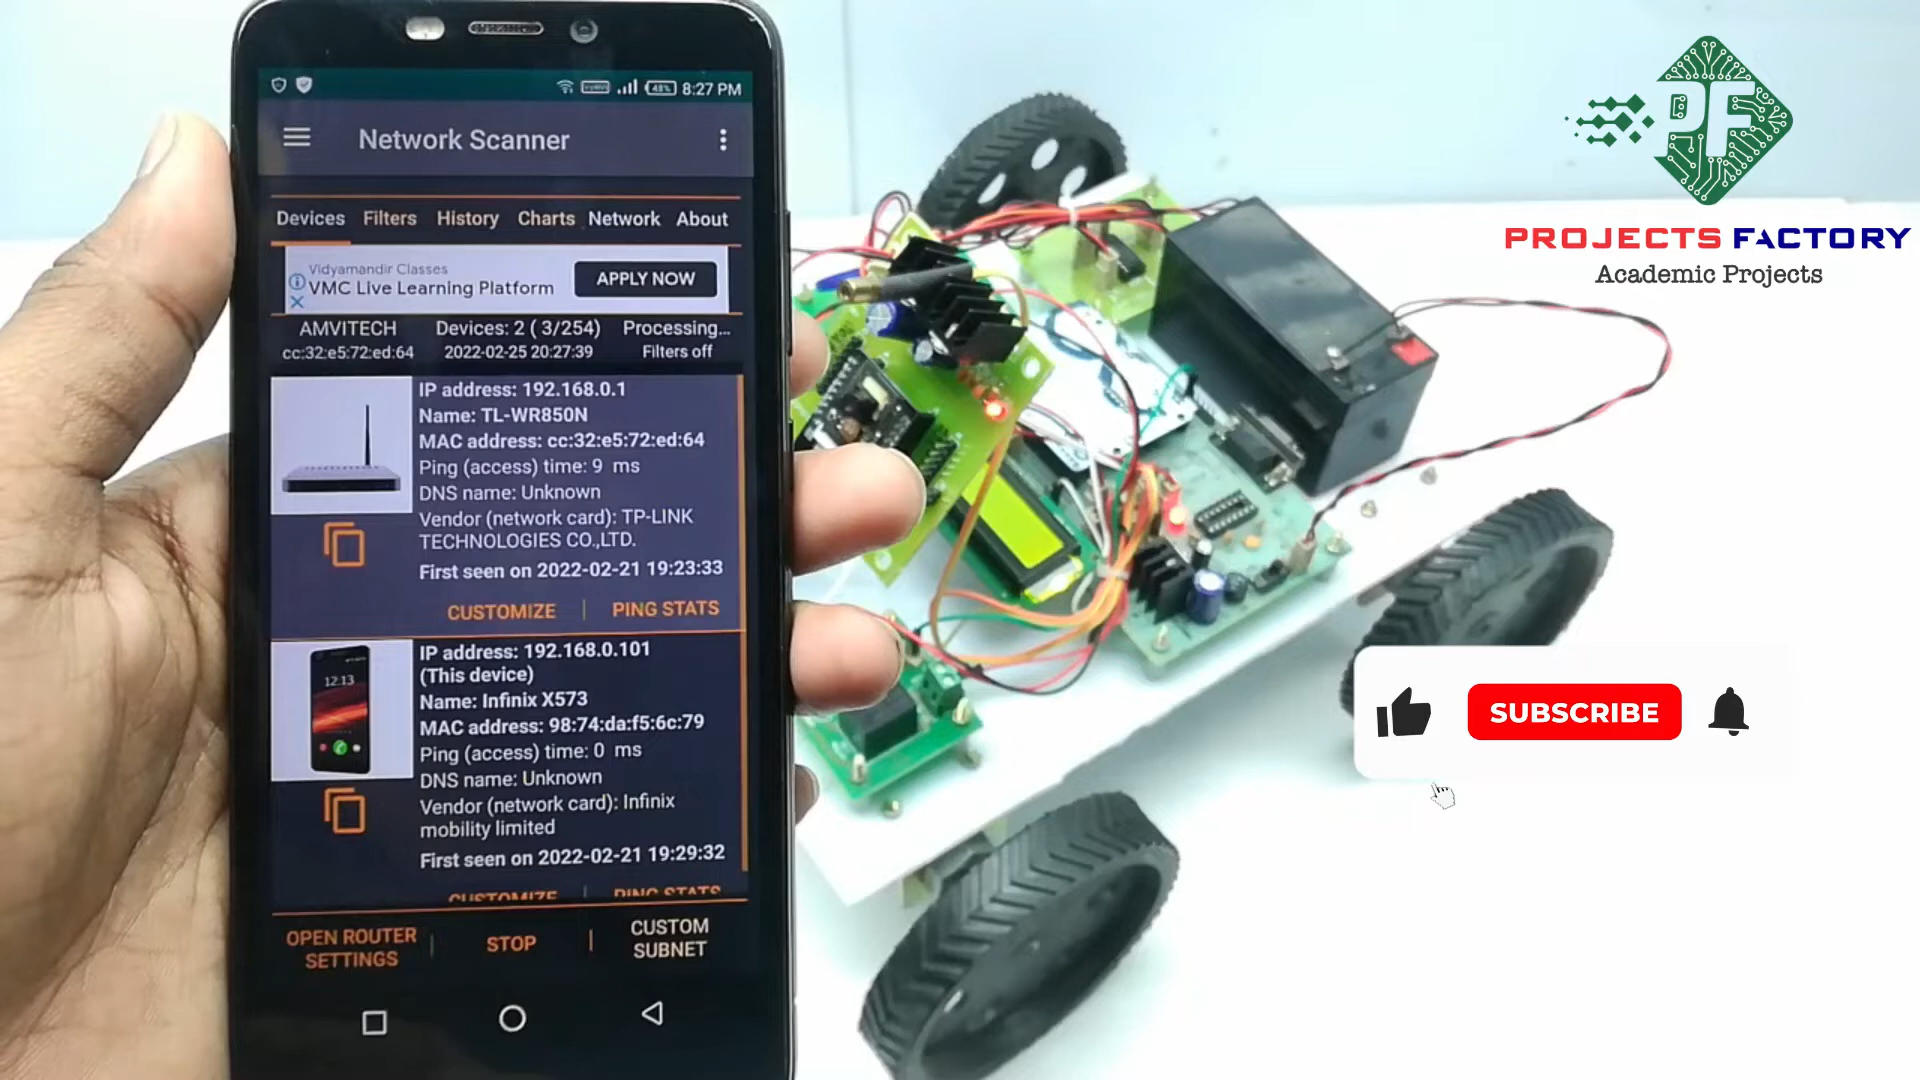 8:27 PM
48%
Network Scanner
Devices Filters History Charts Network About
Vidyamandir Classes
VMC Live Learning Platform
APPLY NOW
AMVITECH Devices: 2 ( 3/254) Processing...
cc:32:e5:72:ed:64 2022-02-25 20:27:39 Filters off
IP address: 192.168.0.1
Name: TL-WR850N
MAC address: cc:32:e5:72:ed:64
Ping (access) time: 9 ms
DNS name: Unknown
Vendor (network card): TP-LINK
TECHNOLOGIES CO.,LTD.
First seen on 2022-02-21 19:23:33
CUSTOMIZE | PING STATS
IP address: 192.168.0.101
(This device)
Name: Infinix X573
MAC address: 98:74:da:f5:6c:79
Ping (access) time: 0 ms
DNS name: Unknown
Vendor (network card): Infinix
mobility limited
First seen on 2022-02-21 19:29:32
CUSTOMIZE | PING STATS
OPEN ROUTER
SETTINGS
STOP
CUSTOM
SUBNET
12:13
PF
PROJECTS FACTORY
Academic Projects
SUBSCRIBE